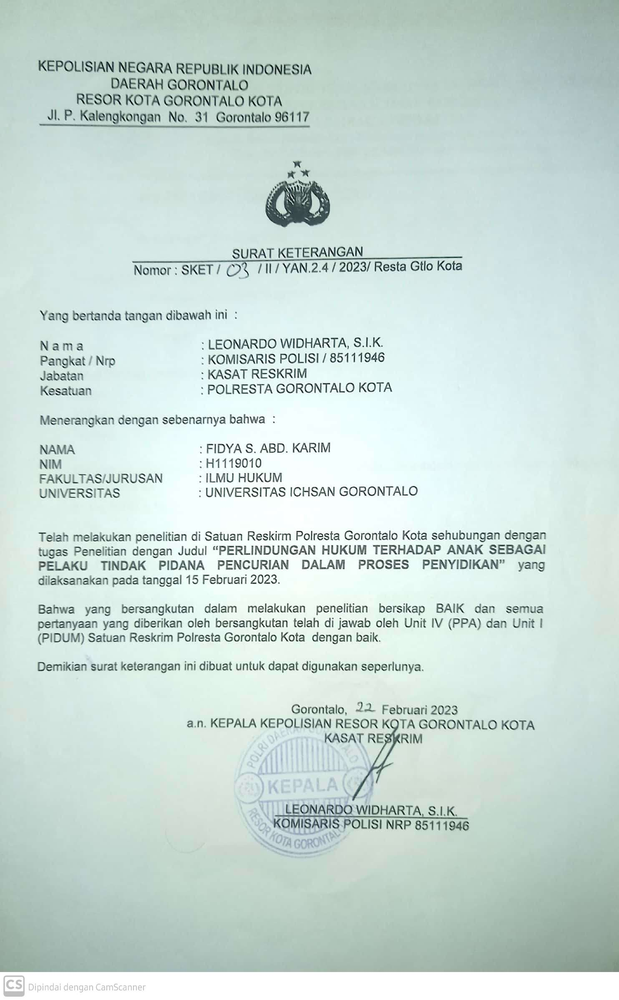 KEPOLISIAN NEGARA REPUBLIK INDONESIA
DAERAH GORONTALO
RESOR KOTA GORONTALO KOTA
Jl. P. Kalengkongan No. 31 Gorontalo 96117
SURAT KETERANGAN
Nomor : SKET / 03 / II / YAN.2.4 / 2023/ Resta Gtlo Kota
Yang bertanda tangan dibawah ini :
N a m a : LEONARDO WIDHARTA, S.I.K.
Pangkat / Nrp : KOMISARIS POLISI / 85111946
Jabatan : KASAT RESKRIM
Kesatuan : POLRESTA GORONTALO KOTA
Menerangkan dengan sebenarnya bahwa :
NAMA : FIDYA S. ABD. KARIM
NIM : H1119010
FAKULTAS/JURUSAN : ILMU HUKUM
UNIVERSITAS : UNIVERSITAS ICHSAN GORONTALO
Telah melakukan penelitian di Satuan Reskirm Polresta Gorontalo Kota sehubungan dengan
tugas Penelitian dengan Judul “PERLINDUNGAN HUKUM TERHADAP ANAK SEBAGAI
PELAKU TINDAK PIDANA PENCURIAN DALAM PROSES PENYIDIKAN” yang
dilaksanakan pada tanggal 15 Februari 2023.
Bahwa yang bersangkutan dalam melakukan penelitian bersikap BAIK dan semua
pertanyaan yang diberikan oleh bersangkutan telah di jawab oleh Unit IV (PPA) dan Unit I
(PIDUM) Satuan Reskrim Polresta Gorontalo Kota dengan baik.
Demikian surat keterangan ini dibuat untuk dapat digunakan seperlunya.
Gorontalo, 22 Februari 2023
a.n. KEPALA KEPOLISIAN RESOR KOTA GORONTALO KOTA
KASAT RESKRIM
POLRI DAERAH GORONTALO
KEPALA
RESOR KOTA GORONTALO
LEONARDO WIDHARTA, S.I.K.
KOMISARIS POLISI NRP 85111946
CS Dipindai dengan CamScanner